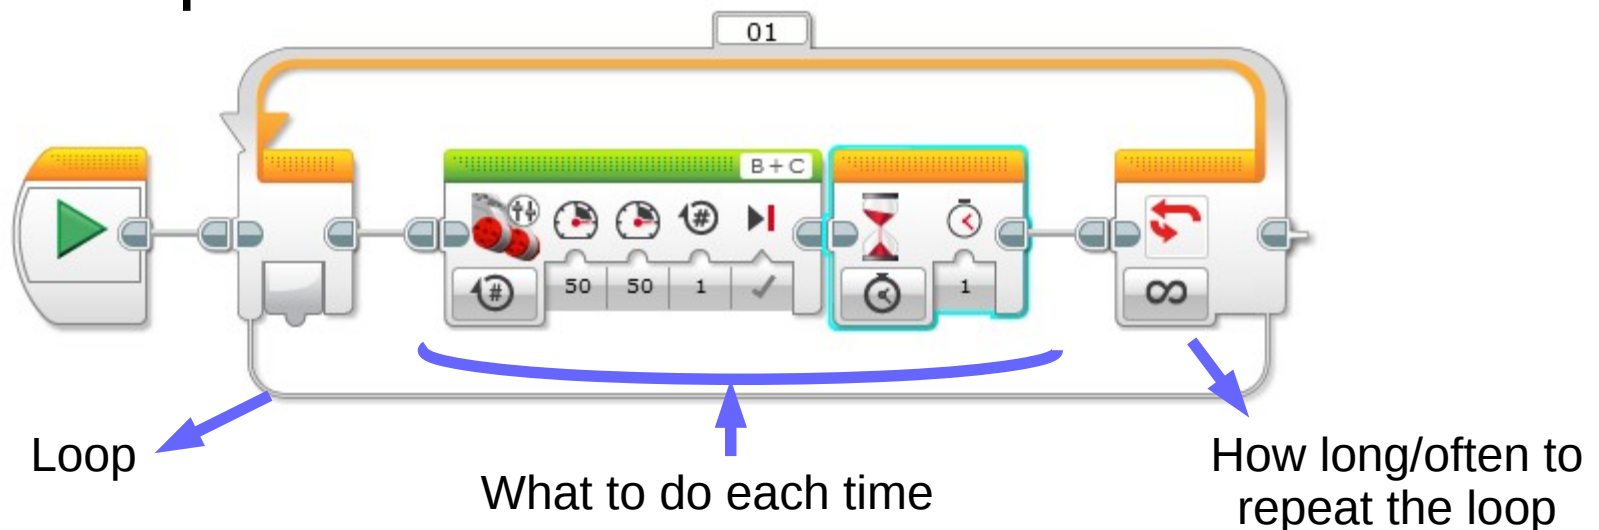 01
B + C
#
# 50 50 1 1
∞
Loop
What to do each time
How long/often to
repeat the loop